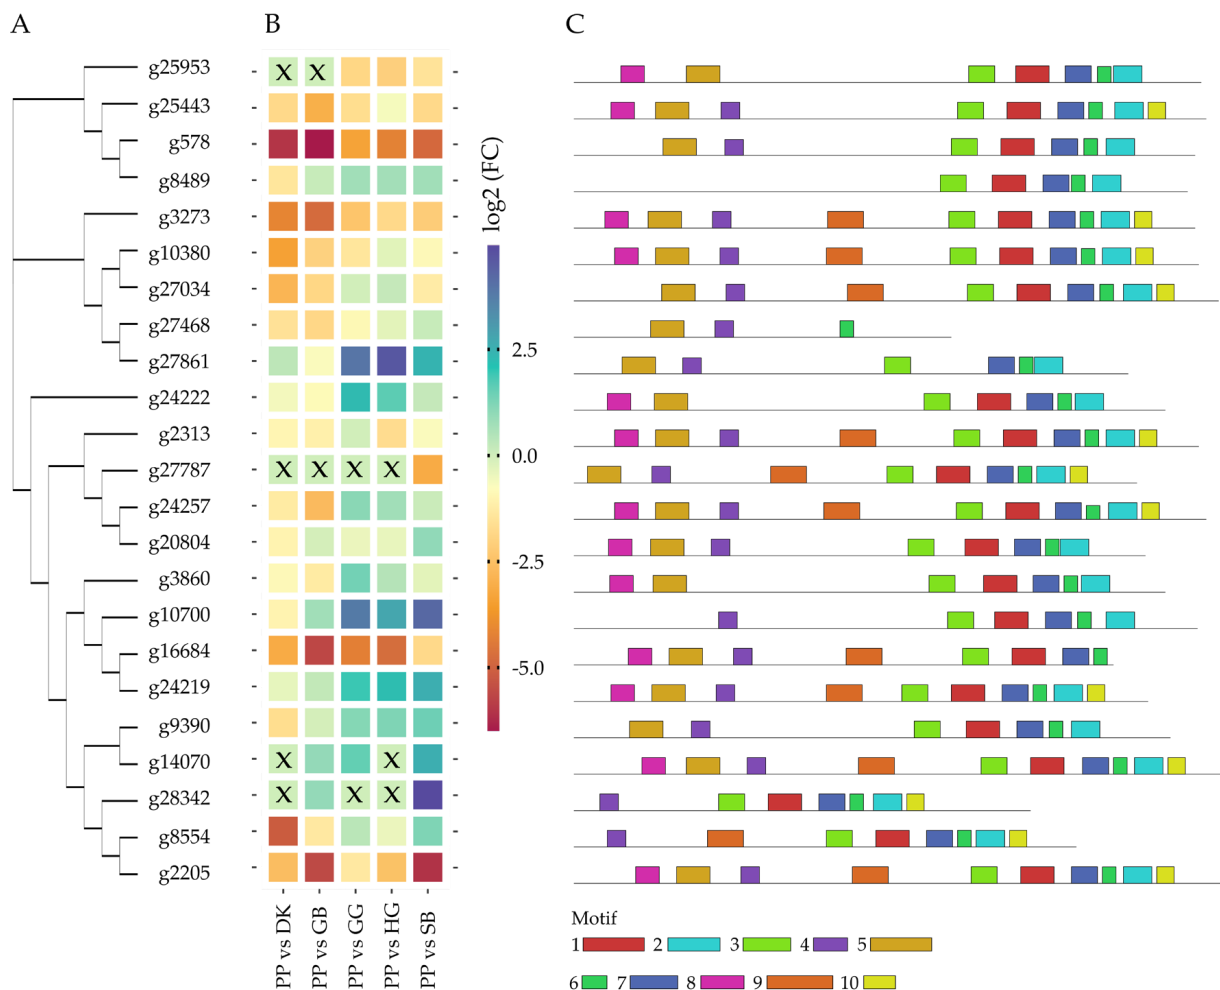 A B C
g25953 X X
g25443
g578
g8489
g3273
g10380
g27034
g27468
g27861
g24222
g2313
g27787 X X X X
g24257
g20804
g3860
g10700
g16684
g24219
g9390
g14070 X X
g28342 X X X
g8554
g2205
log2 (FC)
2.5
0.0
-2.5
-5.0
PP vs DK
PP vs GB
PP vs GG
PP vs HG
PP vs SB
Motif
1 2 3 4 5
6 7 8 9 10